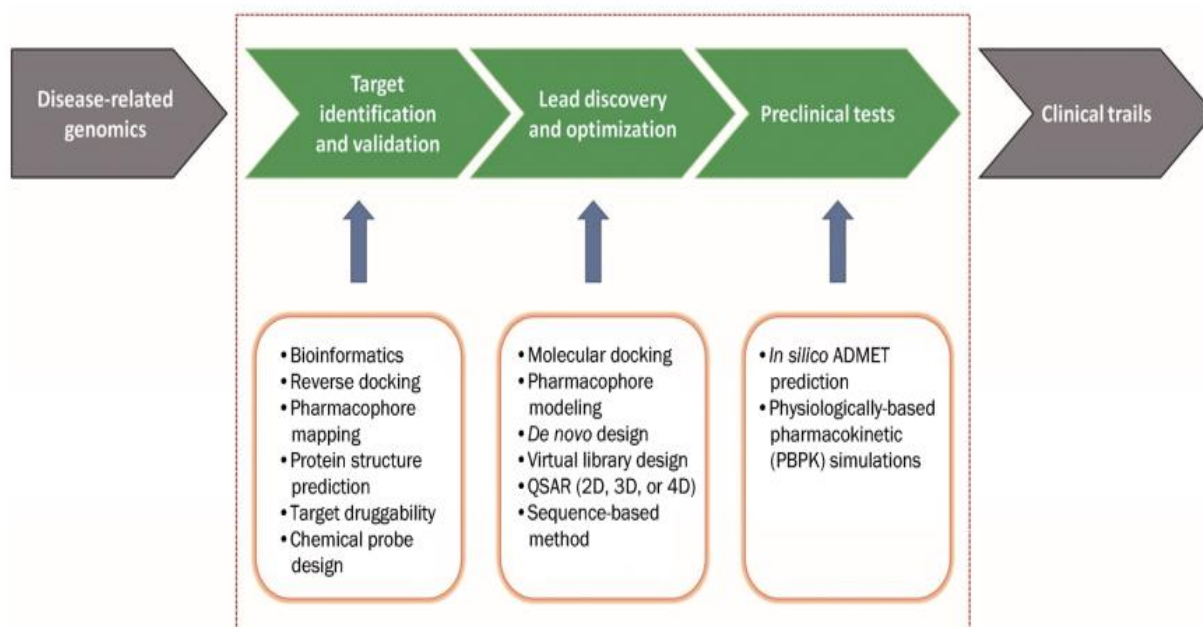 Disease-related
genomics
Target
identification
and validation
Lead discovery
and optimization
Preclinical tests
Clinical trails
•Bioinformatics
•Reverse docking
•Pharmacophore
mapping
•Protein structure
prediction
•Target druggability
•Chemical probe
design
•Molecular docking
•Pharmacophore
modeling
•De novo design
•Virtual library design
•QSAR (2D, 3D, or 4D)
•Sequence-based
method
•In silico ADMET
prediction
•Physiologically-based
pharmacokinetic
(PBPK) simulations